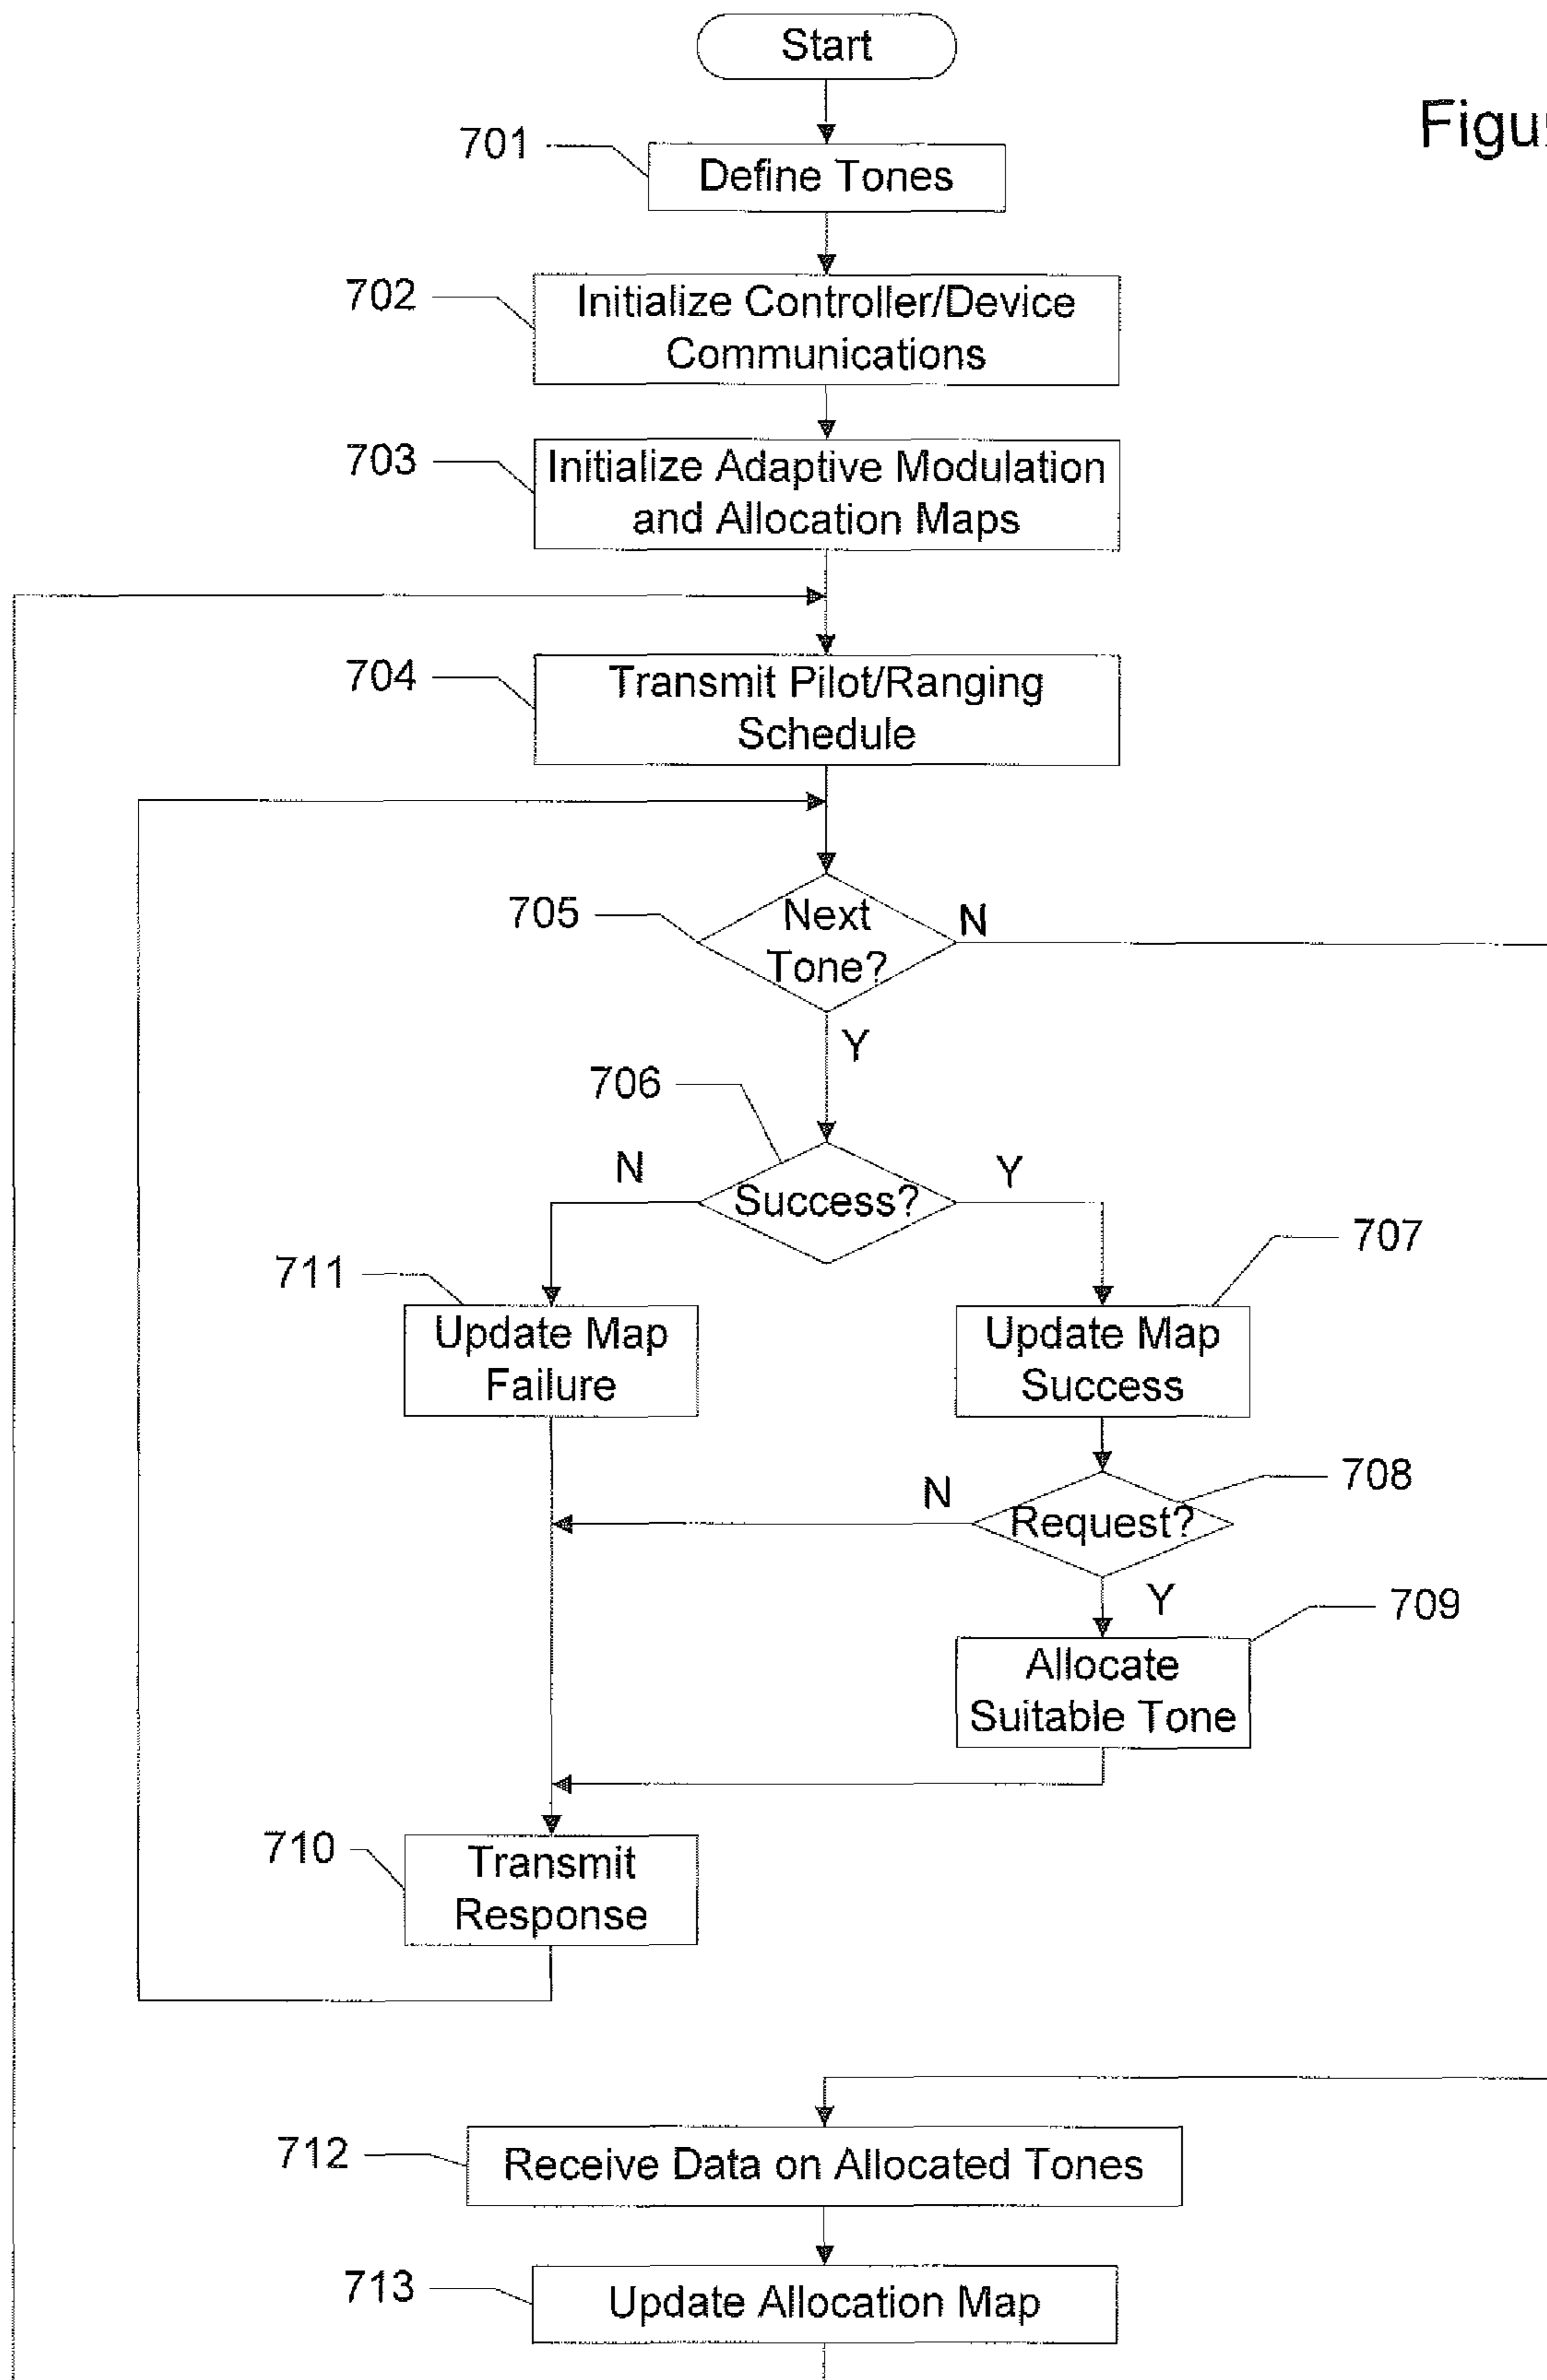 Start
Figu
701
Define Tones
702
Initialize Controller/Device
Communications
703
Initialize Adaptive Modulation
and Allocation Maps
704
Transmit Pilot/Ranging
Schedule
705
Next
Tone?
N
Y
706
N
Success?
Y
707
711
Update Map
Failure
Update Map
Success
708
N
Request?
Y
709
Allocate
Suitable Tone
710
Transmit
Response
712
Receive Data on Allocated Tones
713
Update Allocation Map